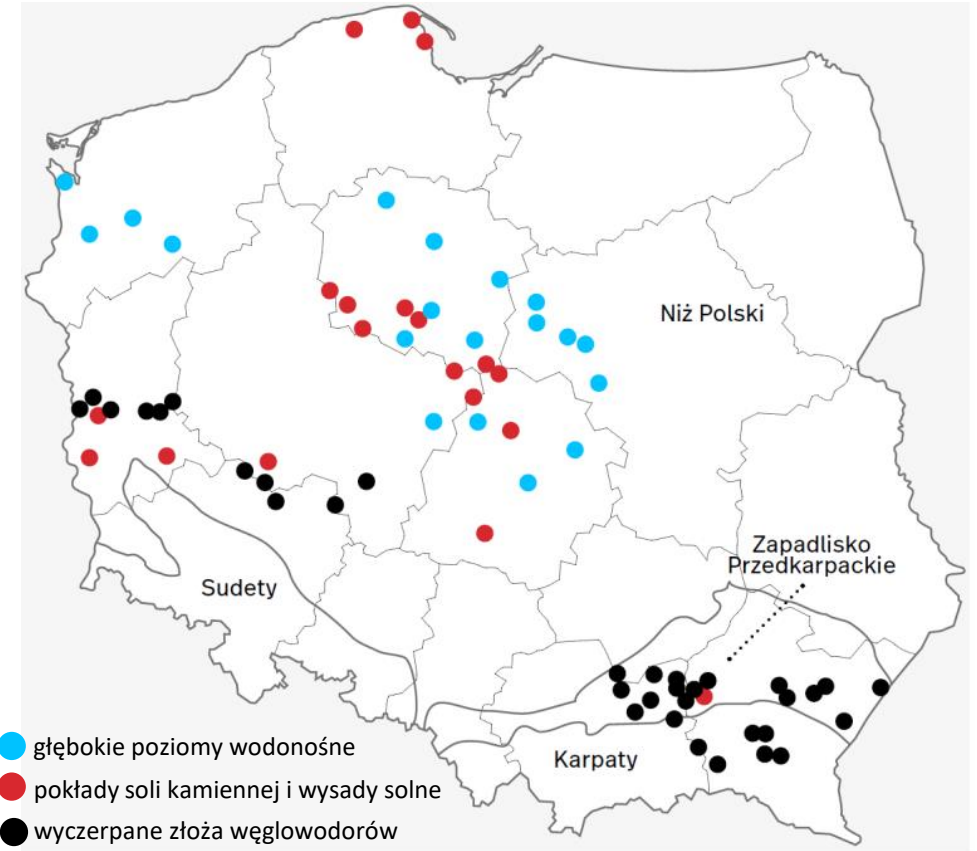 Niż Polski
Zapadlisko
Przedkarpackie
Sudety
Karpaty
głębokie poziomy wodonośne
pokłady soli kamiennej i wysady solne
wyczerpane złoża węglowodorów